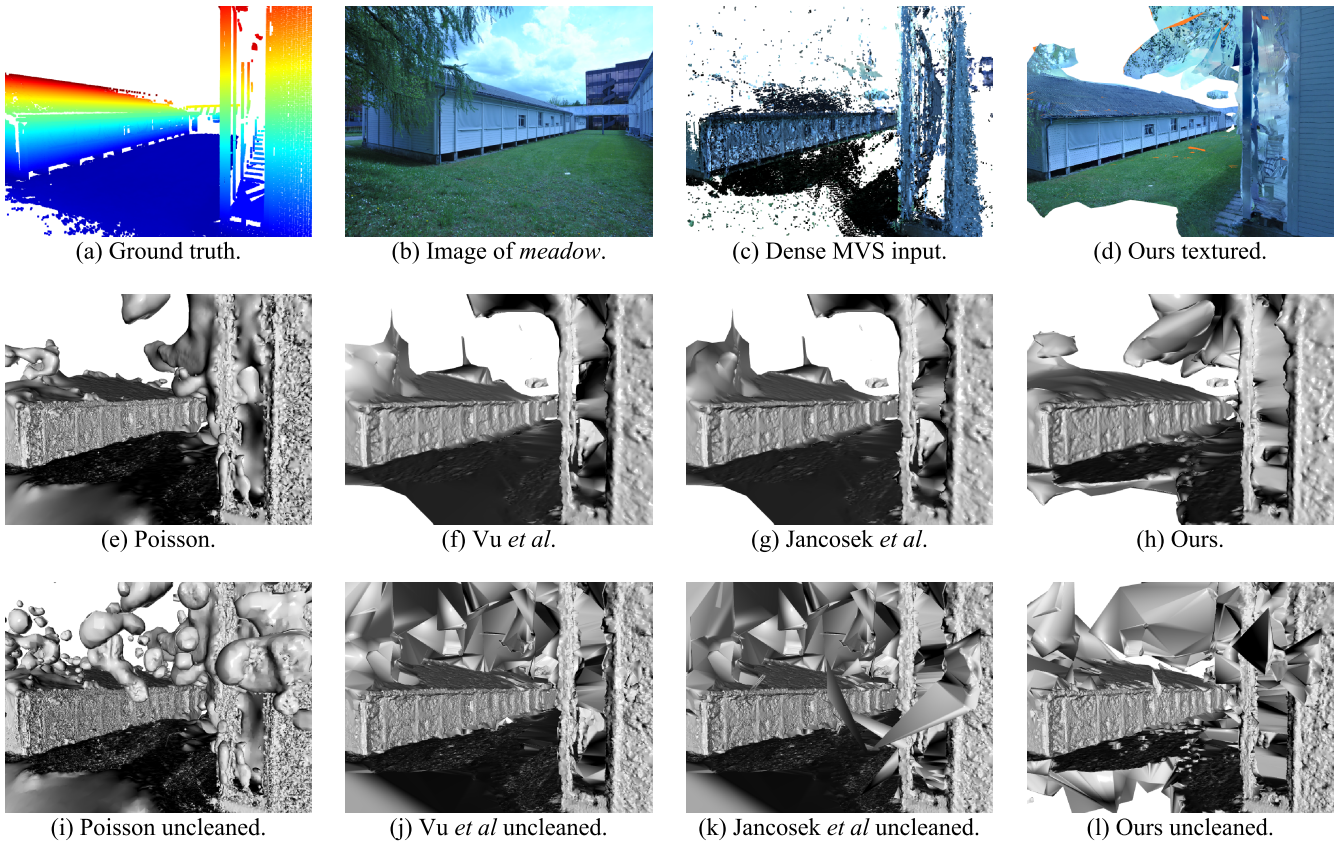 (a) Ground truth.
(b) Image of meadow.
(c) Dense MVS input.
(d) Ours textured.
(e) Poisson.
(f) Vu et al.
(g) Jancosek et al.
(h) Ours.
(i) Poisson uncleaned.
(j) Vu et al uncleaned.
(k) Jancosek et al uncleaned.
(l) Ours uncleaned.